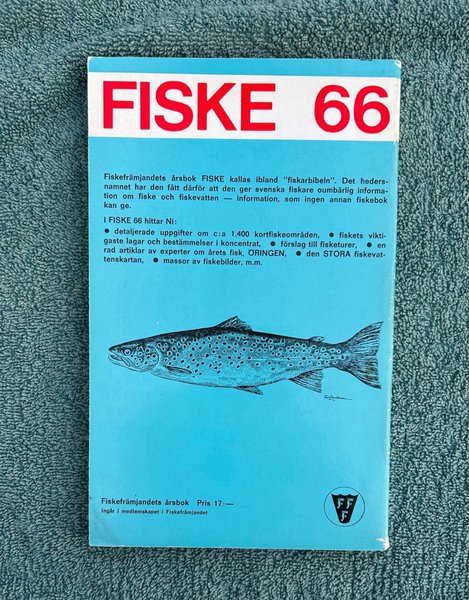 FISKE 66
Fiskefrämjandets årsbok FISKE kallas ibland "fiskarbibeln". Det heders-
namnet har den fått därför att den ger svenska fiskare oumbärlig informa-
tion om fiske och fiskevatten — information, som ingen annan fiskebok
kan ge.
I FISKE 66 hittar Ni:
• detaljerade uppgifter om c:a 1.400 kortfiskeområden, • fiskets vikti-
gaste lagar och bestämmelser i koncentrat, • förslag till fisketurer, • en
rad artiklar av experter om årets fisk, ÖRINGEN, • den STORA fiskevat-
tenskartan, • massor av fiskebilder, m.m.
Fiskefrämjandets årsbok Pris 17:—
Ingår i medlemskapet i Fiskefrämjandet
FFF